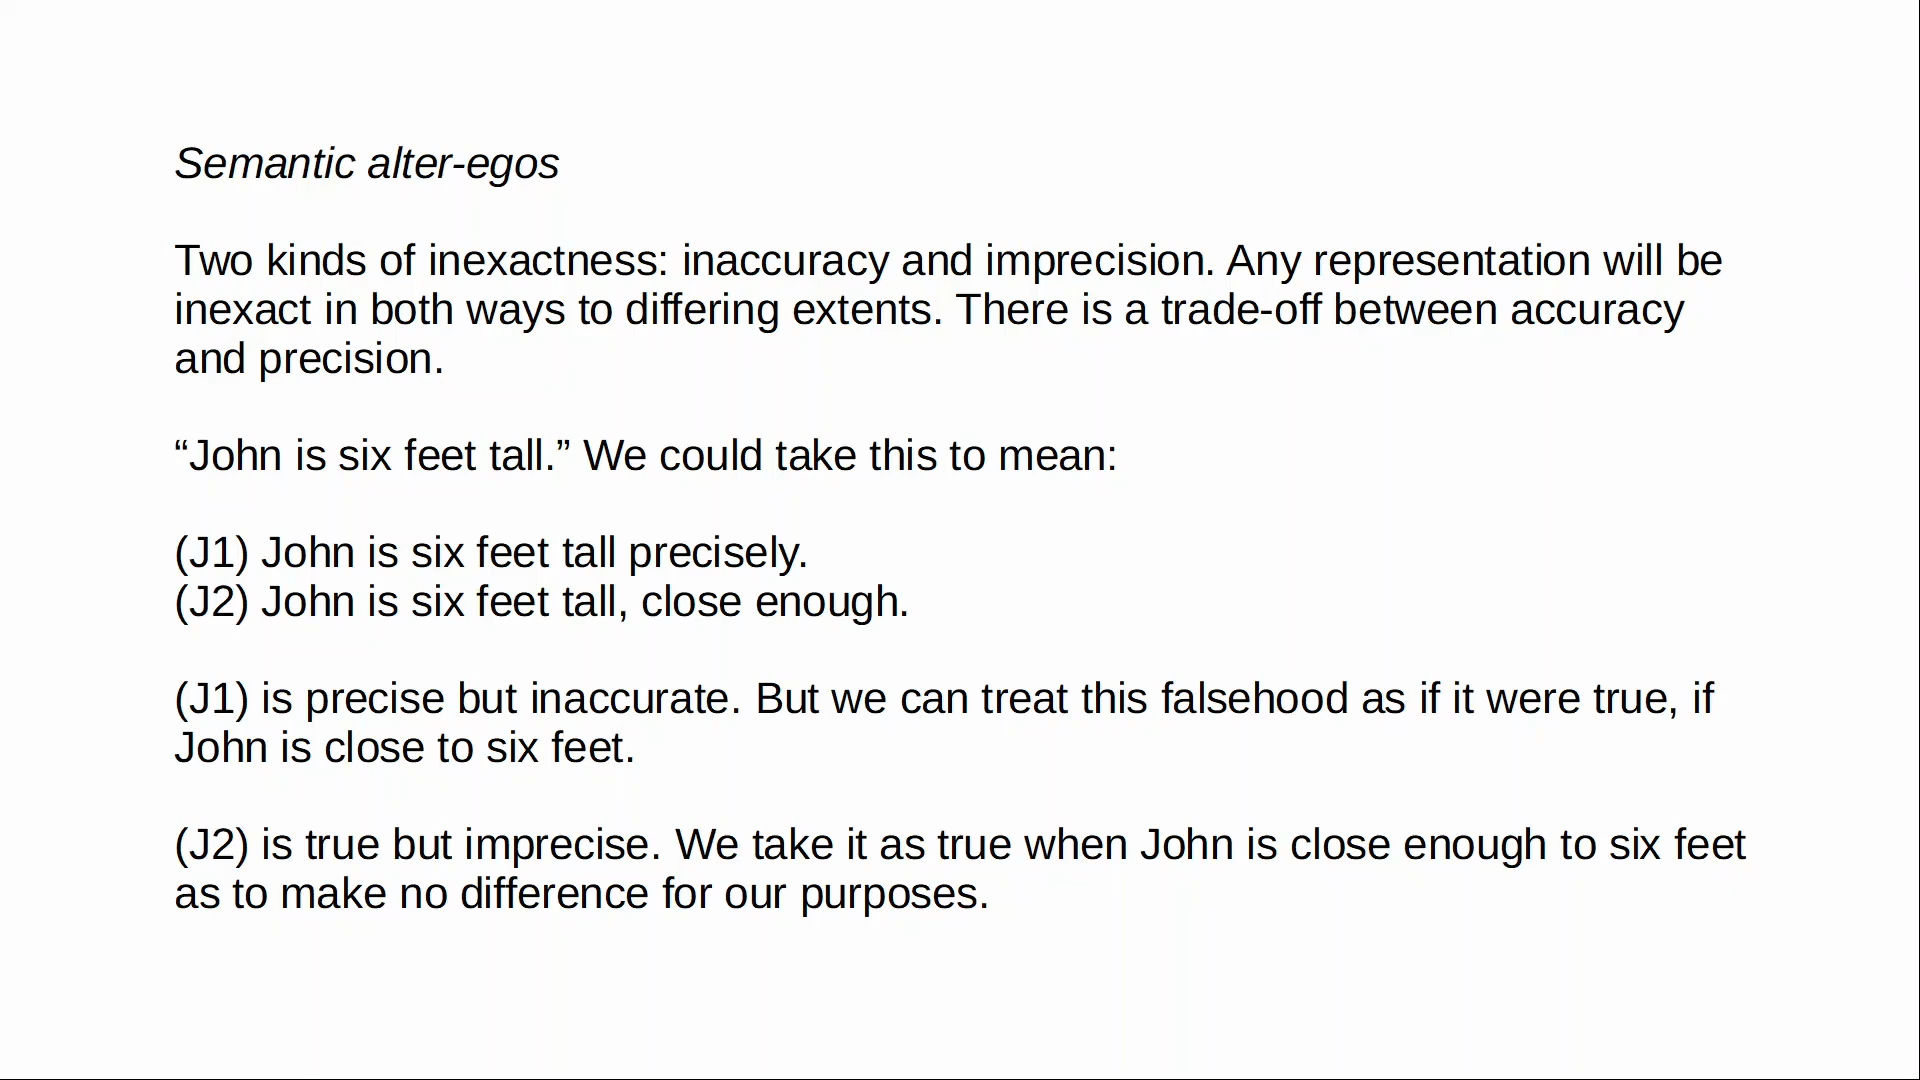 Semantic alter-egos
Two kinds of inexactness: inaccuracy and imprecision. Any representation will be
inexact in both ways to differing extents. There is a trade-off between accuracy
and precision.
“John is six feet tall.” We could take this to mean:
(J1) John is six feet tall precisely.
(J2) John is six feet tall, close enough.
(J1) is precise but inaccurate. But we can treat this falsehood as if it were true, if
John is close to six feet.
(J2) is true but imprecise. We take it as true when John is close enough to six feet
as to make no difference for our purposes.